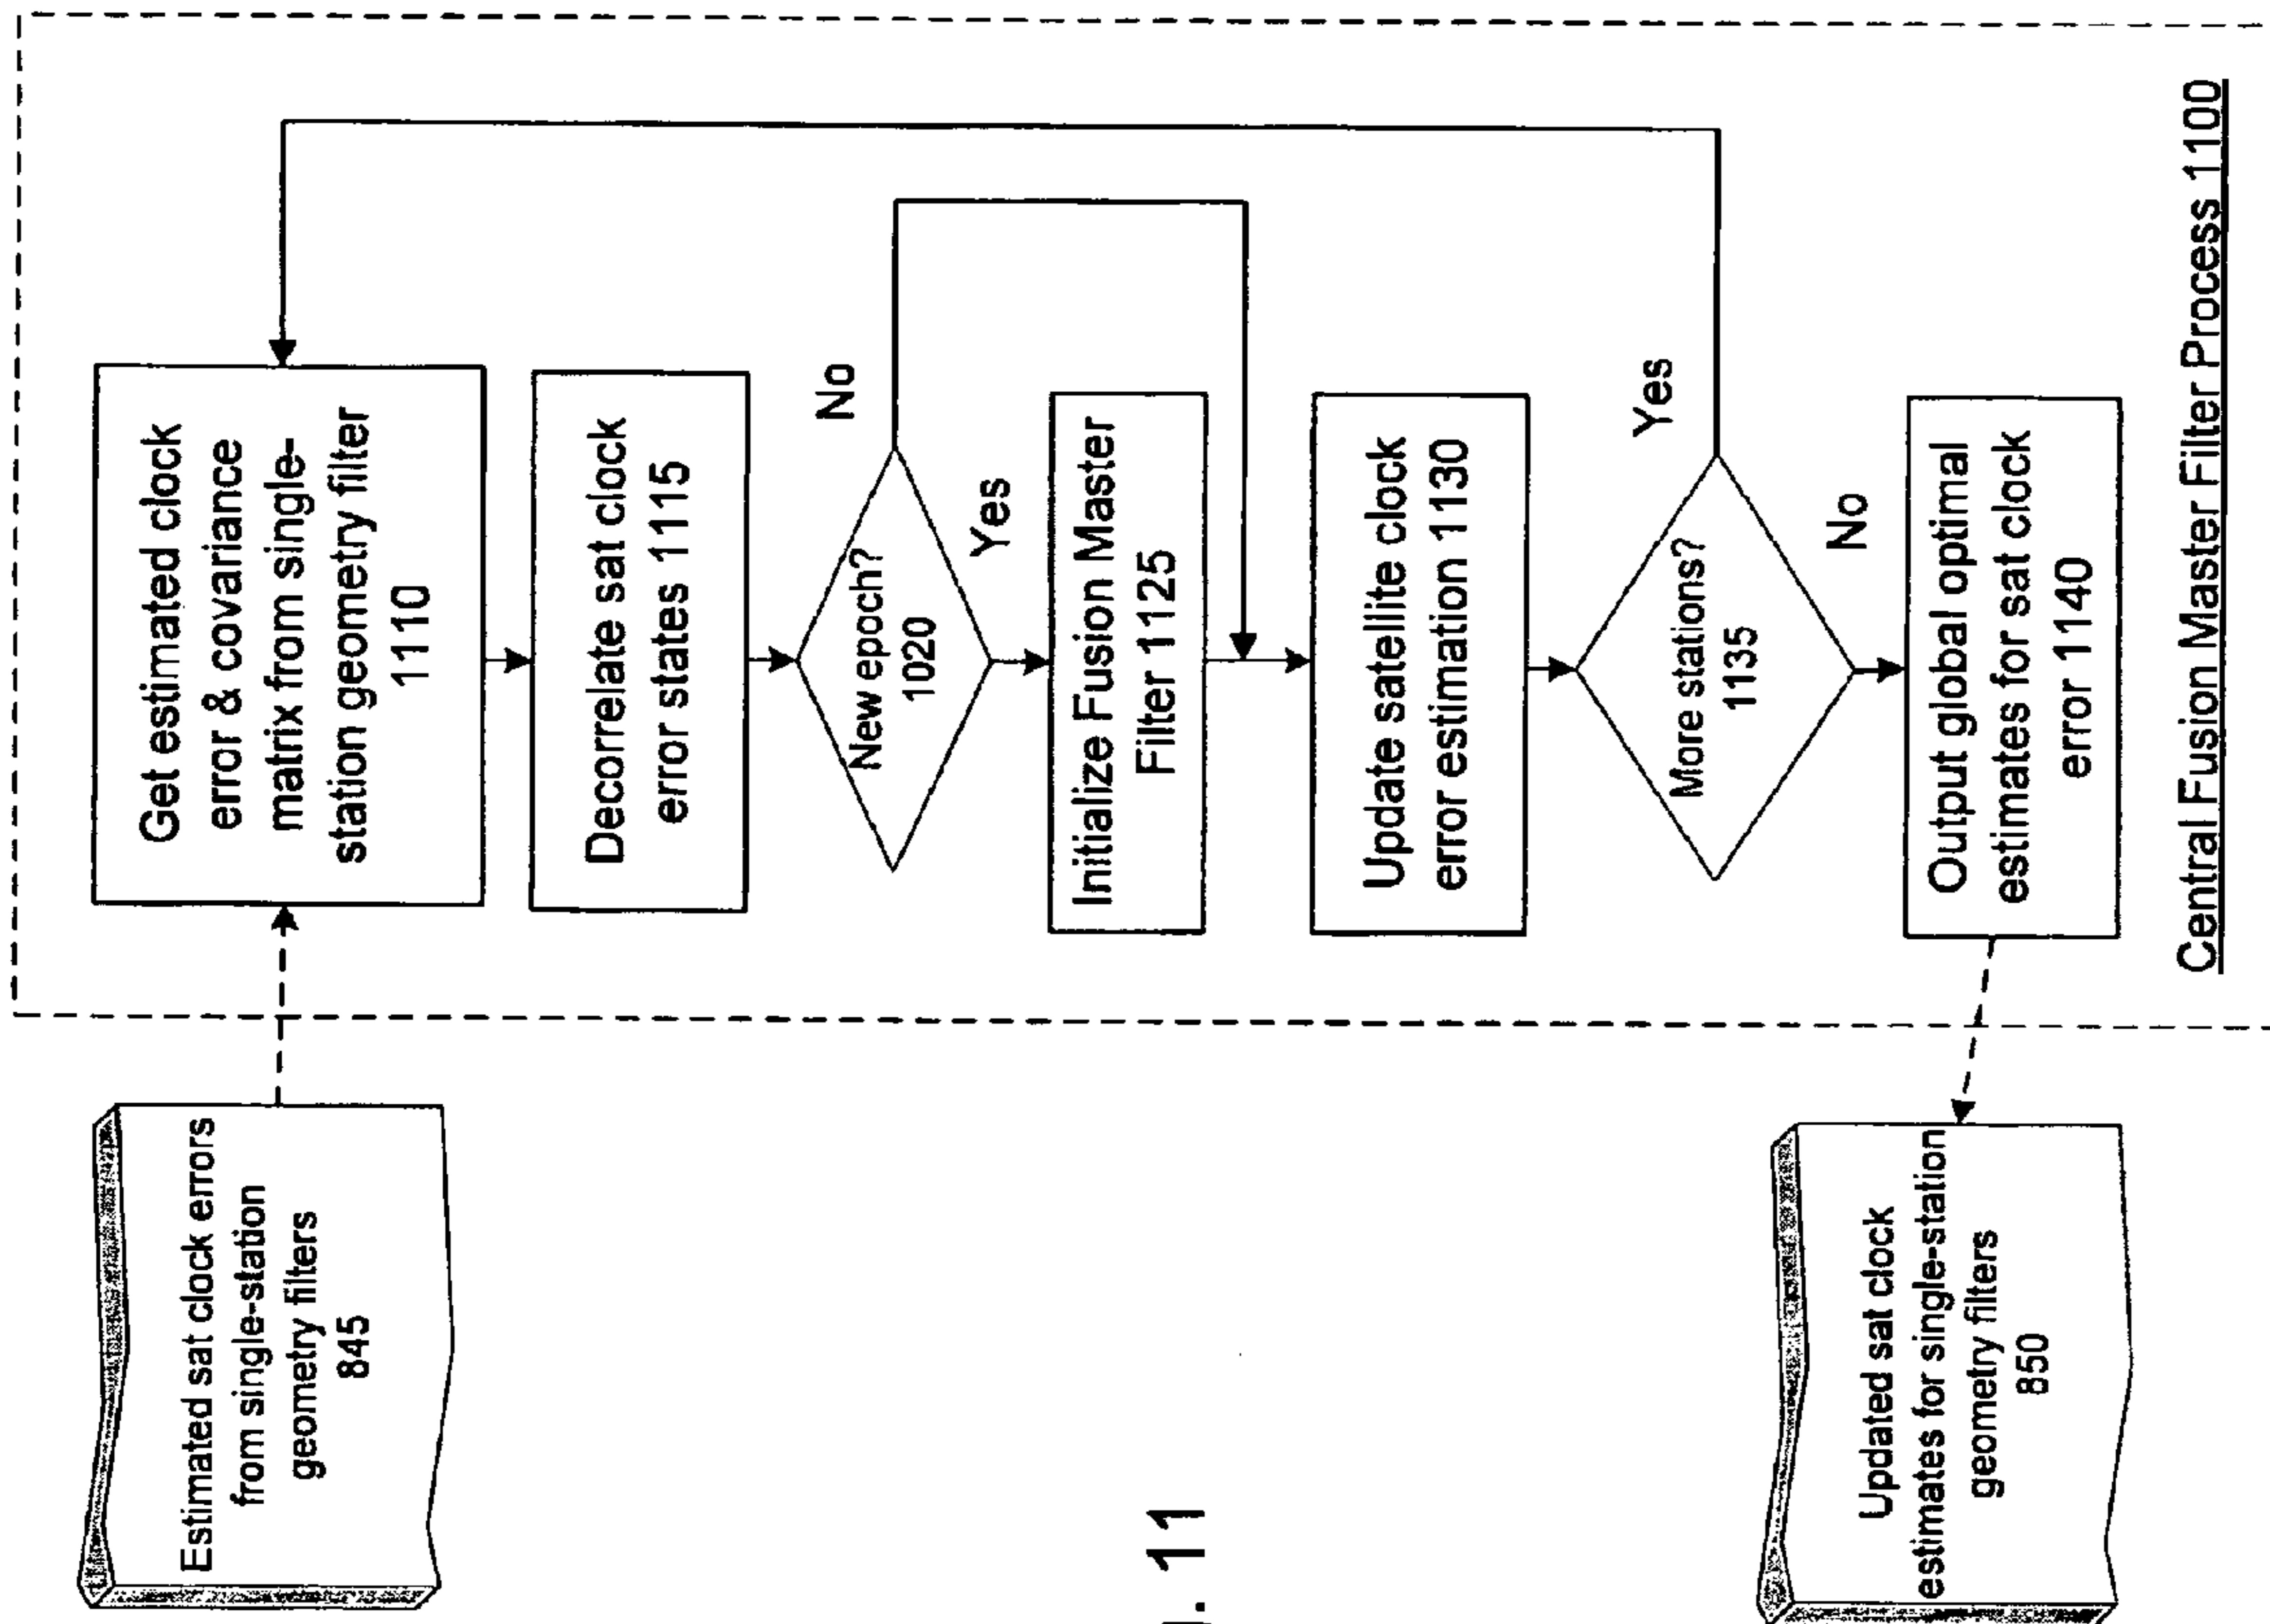 Estimated sat clock errors
from single-station
geometry filters
845
Get estimated clock
error & covariance
matrix from single-
station geometry filter
1110
Decorrelate sat clock
error states 1115
New epoch?
1020
No
Yes
Initialize Fusion Master
Filter 1125
Update satellite clock
error estimation 1130
More stations?
1135
Yes
No
Output global optimal
estimates for sat clock
error 1140
Updated sat clock
estimates for single-station
geometry filters
850
Central Fusion Master Filter Process 1100
11